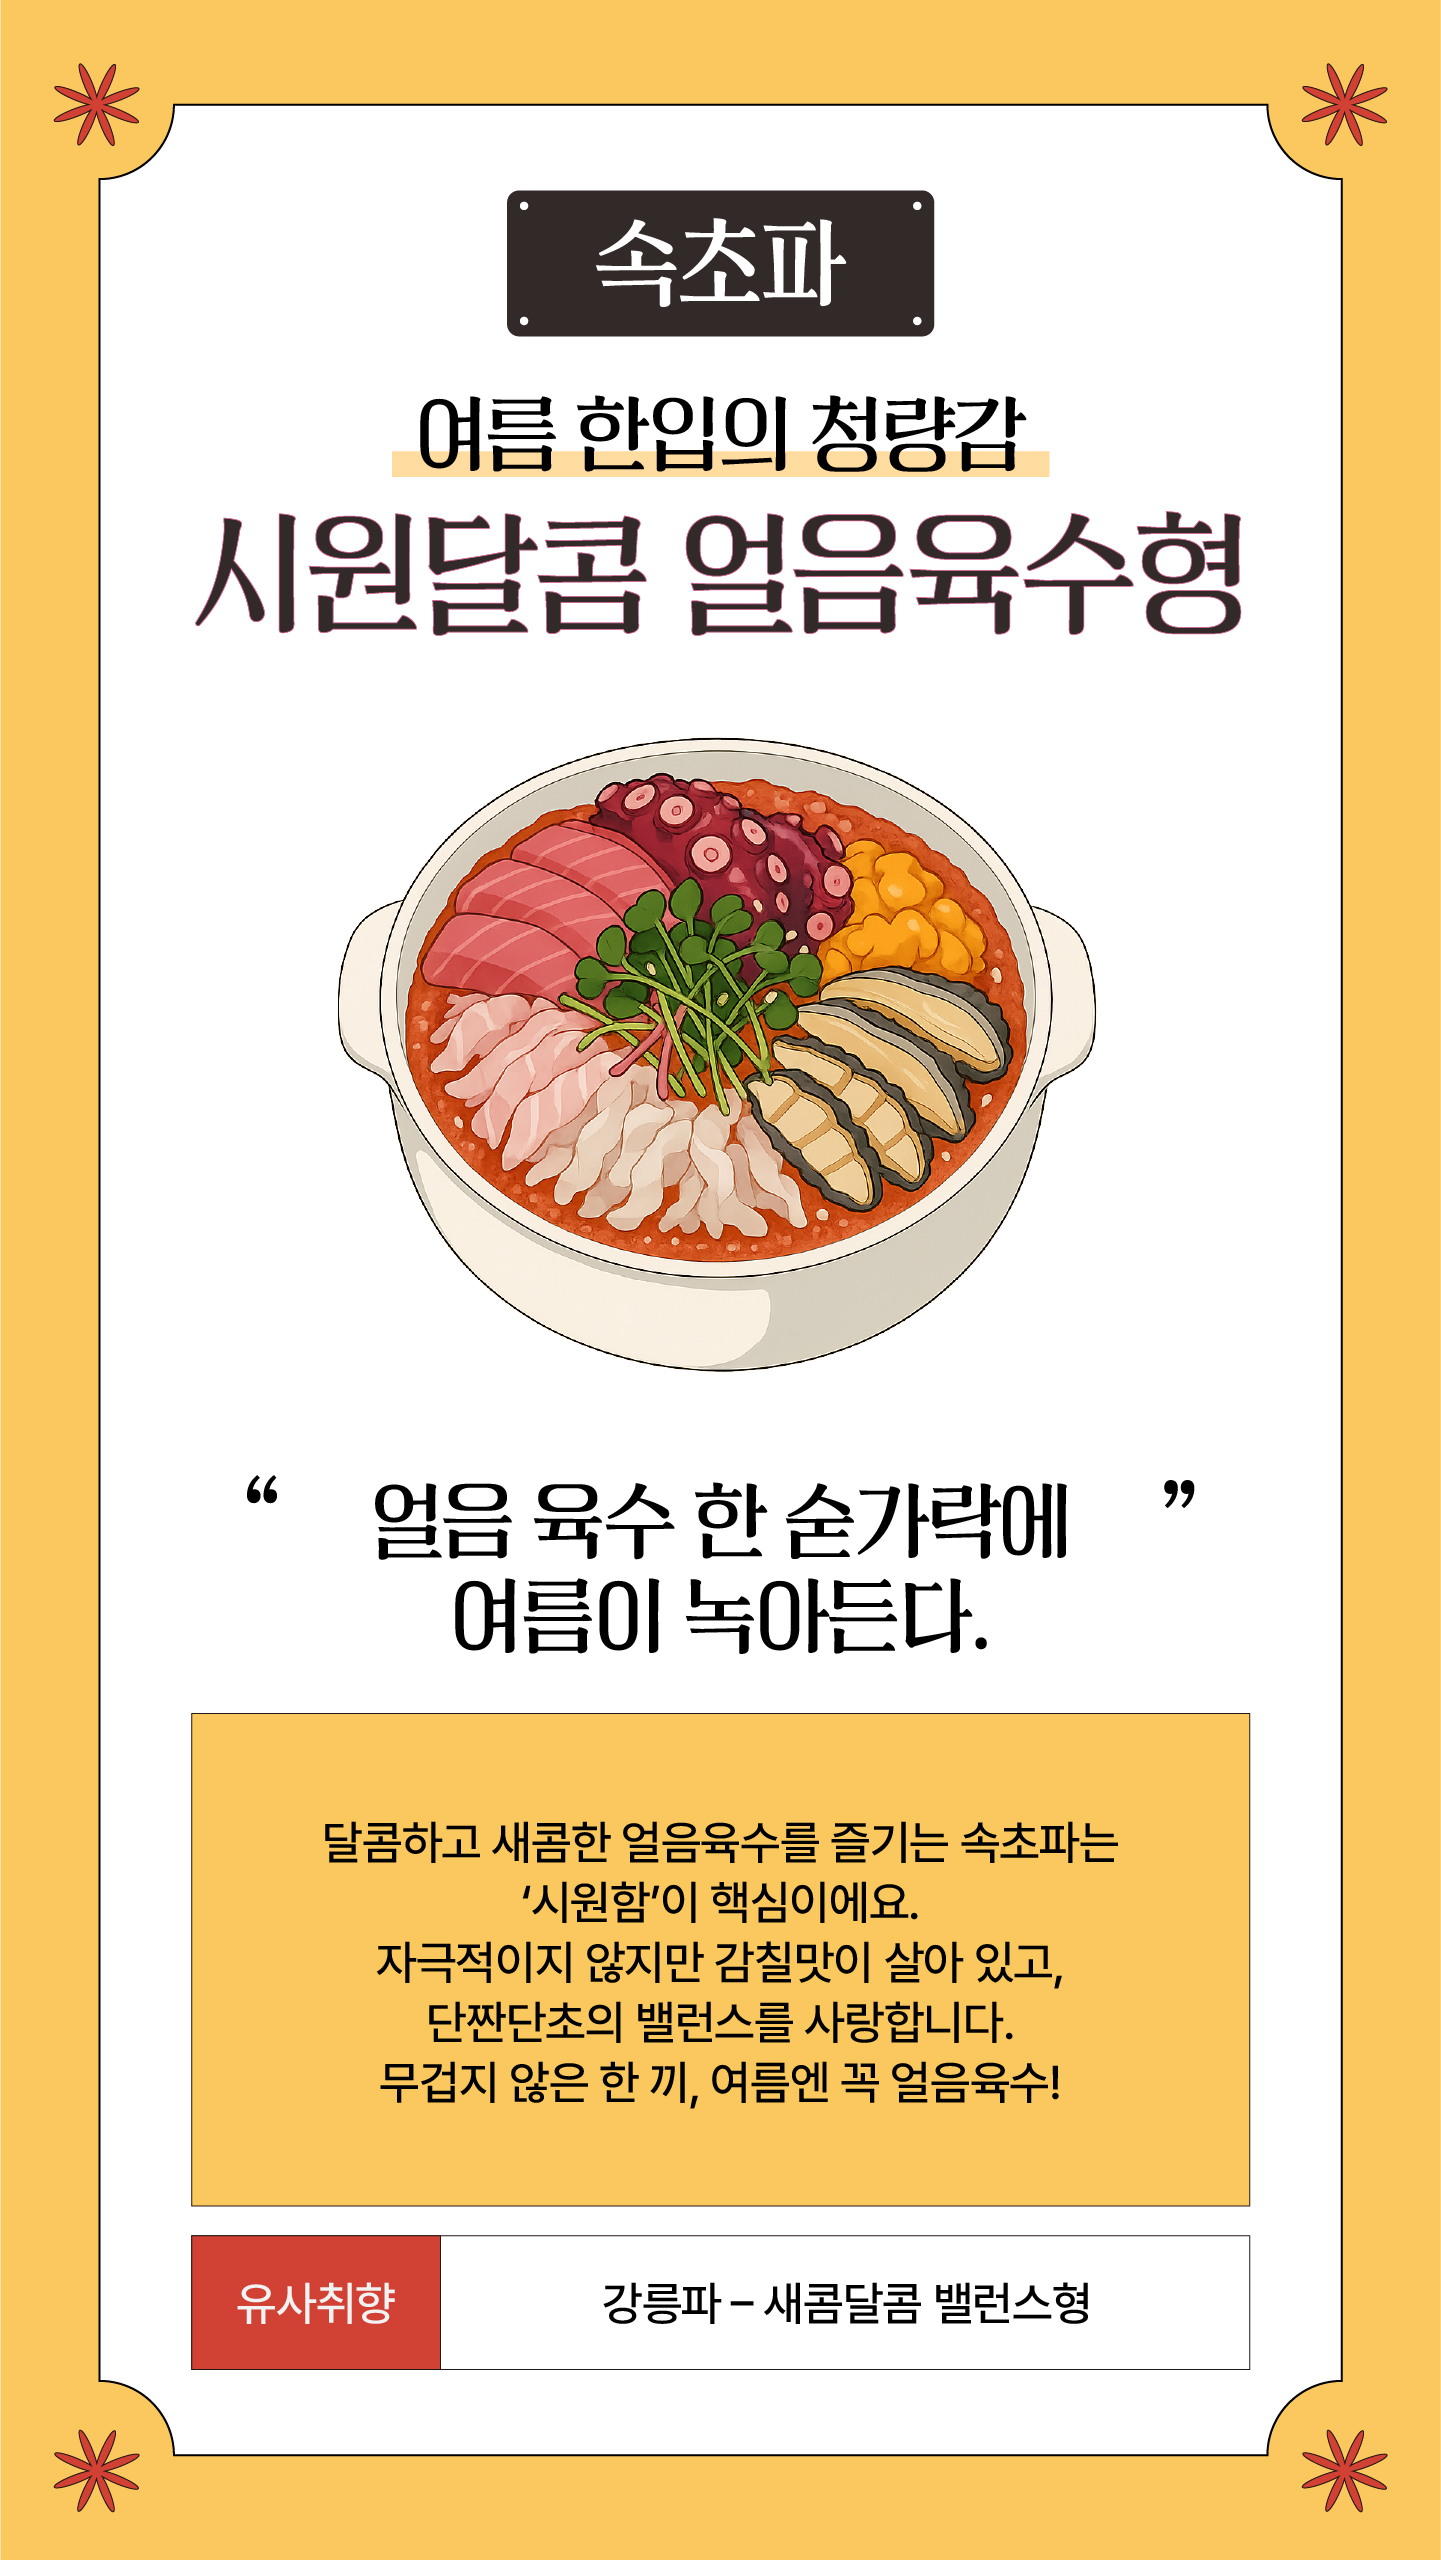 속초파
여름 한입의 청량감
시원달콤 얼음육수형
“ 얼음 육수 한 숟가락에 ”
여름이 녹아든다.
달콤하고 새콤한 얼음육수를 즐기는 속초파는
‘시원함’이 핵심이에요.
자극적이지 않지만 감칠맛이 살아 있고,
단짠단초의 밸런스를 사랑합니다.
무겁지 않은 한 끼, 여름엔 꼭 얼음육수!
유사취향
강릉파 – 새콤달콤 밸런스형